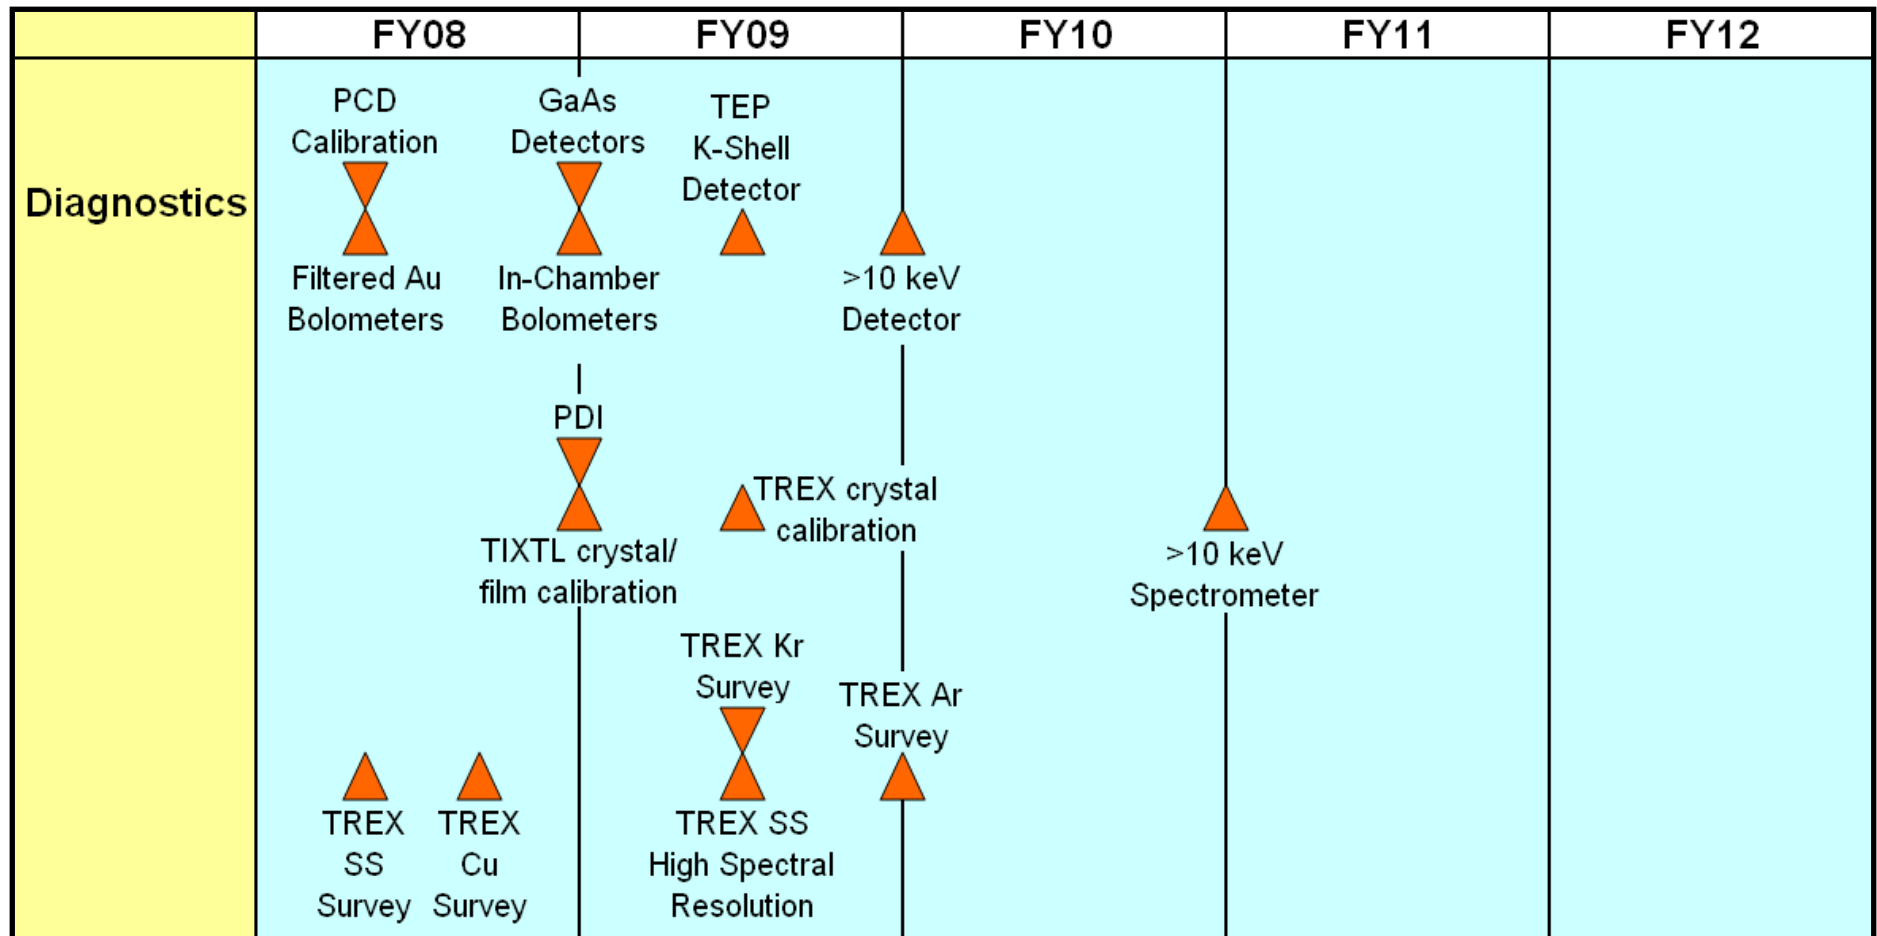 FY08
FY09
FY10
FY11
FY12
Diagnostics
PCD
Calibration
GaAs
Detectors
TEP
K-Shell
Detector
Filtered Au
Bolometers
In-Chamber
Bolometers
>10 keV
Detector
PDI
TREX crystal
calibration
TIXTL crystal/
film calibration
>10 keV
Spectrometer
TREX Kr
Survey
TREX Ar
Survey
TREX
SS
Survey
TREX
Cu
Survey
TREX SS
High Spectral
Resolution